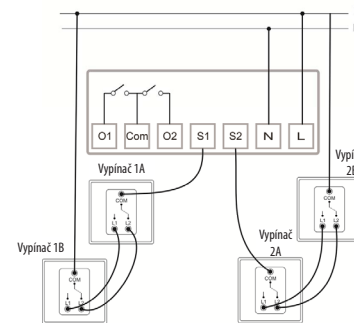 O1 Com O2 S1 S2 N L
Vypínač 1A
COM
L1 L2
Vypínač 1B
COM
L1 L2
Vypínač
2A
COM
L1 L2
COM
L1 L2